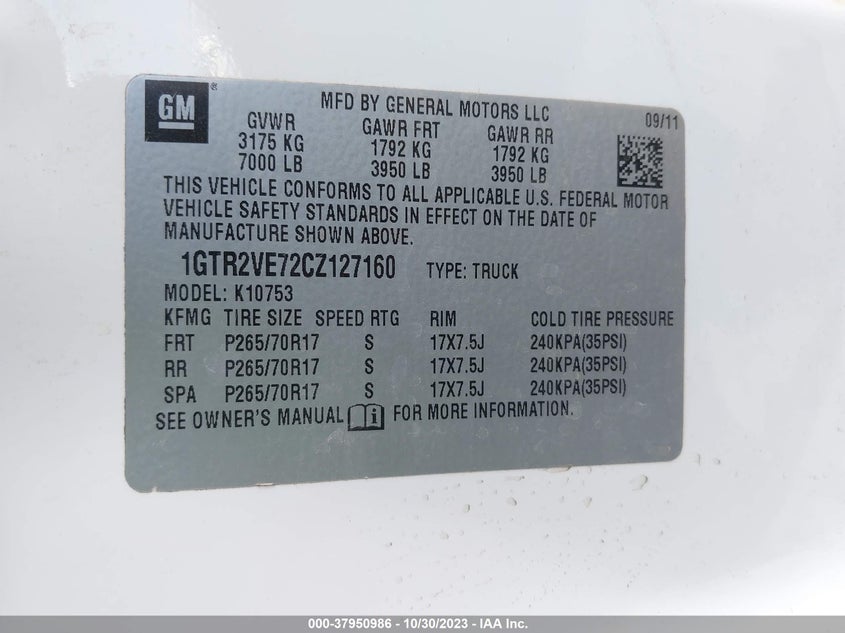 GM®
MFD BY GENERAL MOTORS LLC
09/11
GVWR GAWR FRT GAWR RR
3175 KG 1792 KG 1792 KG
7000 LB 3950 LB 3950 LB
THIS VEHICLE CONFORMS TO ALL APPLICABLE U.S. FEDERAL MOTOR
VEHICLE SAFETY STANDARDS IN EFFECT ON THE DATE OF
MANUFACTURE SHOWN ABOVE.
1GTR2VE72CZ127160 TYPE: TRUCK
MODEL: K10753
KFMG TIRE SIZE SPEED RTG RIM COLD TIRE PRESSURE
FRT P265/70R17 S 17X7.5J 240KPA(35PSI)
RR P265/70R17 S 17X7.5J 240KPA(35PSI)
SPA P265/70R17 S 17X7.5J 240KPA(35PSI)
SEE OWNER'S MANUAL i FOR MORE INFORMATION.
000-37950986 - 10/30/2023 - IAA Inc.